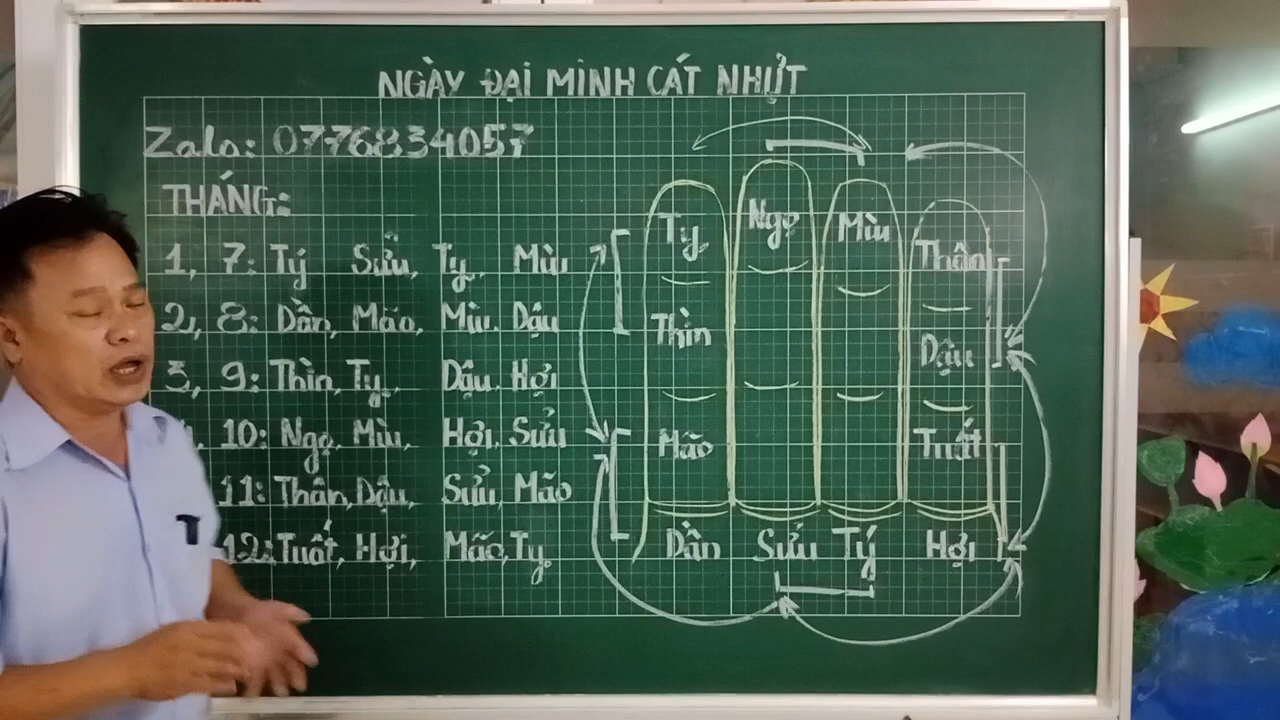 NGÀY ĐẠI MINH CÁT NHỰT
Zalo: 0776834057
THÁNG:
1, 7: Tý Sửu, Tỵ, Mùi
2, 8: Dần, Mão, Mùi, Dậu
3, 9: Thìn, Tỵ, Dậu, Hợi
, 10: Ngọ, Mùi, Hợi, Sửu
11: Thân, Dậu, Sửu, Mão
12: Tuất, Hợi, Mão, Tỵ
Tỵ Ngọ Mùi Thân
Thìn Dậu
Mão Tuất
Dần Sửu Tý Hợi